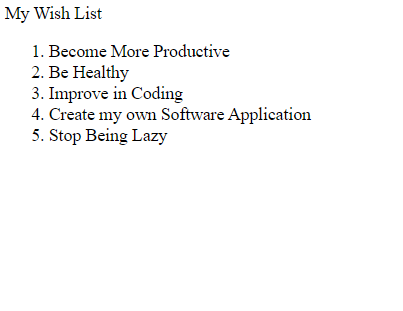 My Wish List
1. Become More Productive
2. Be Healthy
3. Improve in Coding
4. Create my own Software Application
5. Stop Being Lazy